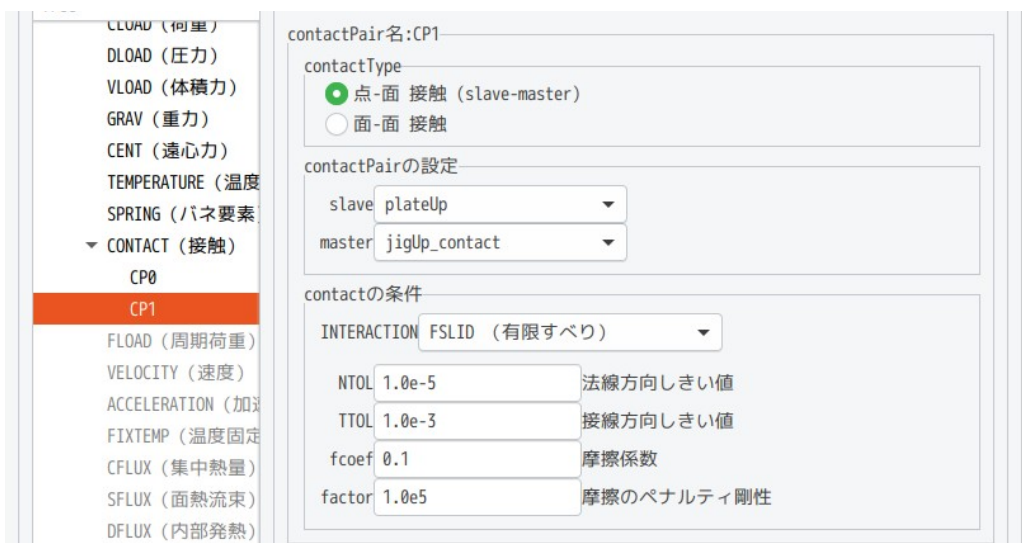 CLOAD (荷重)
DLOAD (圧力)
VLOAD (体積力)
GRAV (重力)
CENT (遠心力)
TEMPERATURE (温度
SPRING (バネ要素)
CONTACT (接触)
CP0
CP1
FLOAD (周期荷重)
VELOCITY (速度)
ACCELERATION (加速
FIXTEMP (温度固定
CFLUX (集中熱量)
SFLUX (面熱流束)
DFLUX (内部発熱)
contactPair名:CP1
contactType
点-面 接触 (slave-master)
面-面 接触
contactPairの設定
slave plateUp
master jigUp_contact
contactの条件
INTERACTION FSLID (有限すべり)
NTOL 1.0e-5 法線方向しきい値
TTOL 1.0e-3 接線方向しきい値
fcoef 0.1 摩擦係数
factor 1.0e5 摩擦のペナルティ剛性